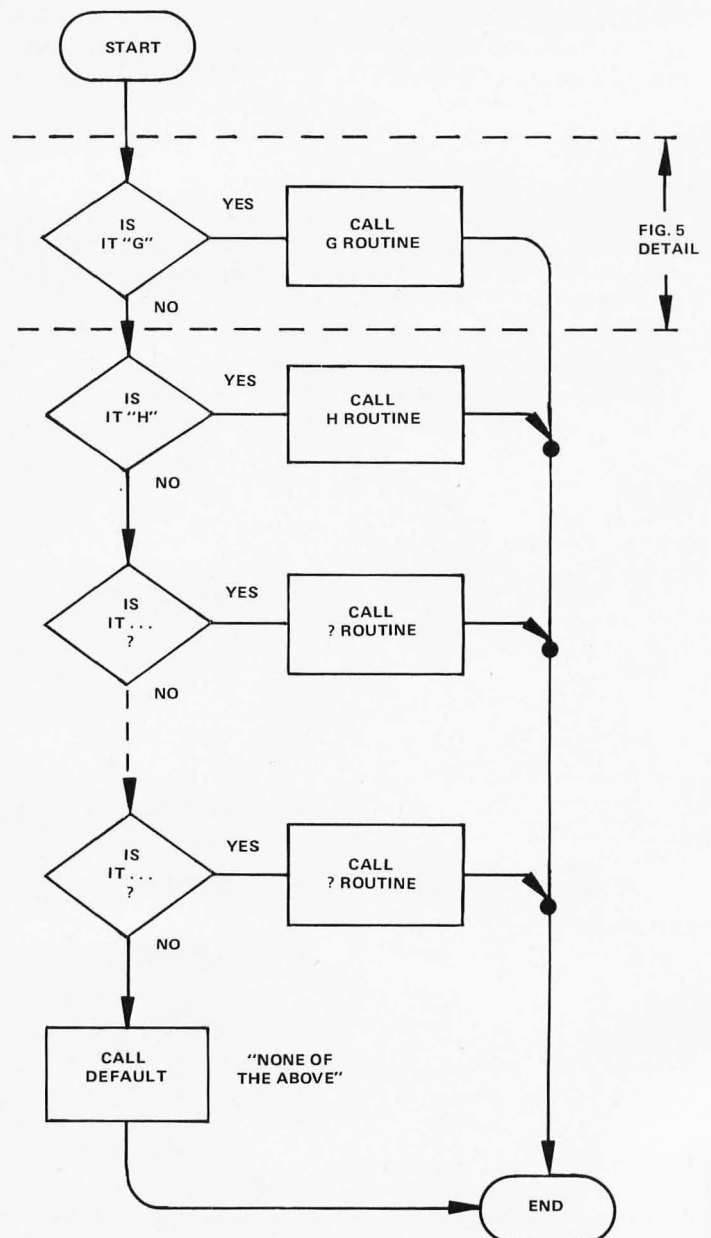 START
IS
IT "G"
YES
CALL
G ROUTINE
FIG. 5
DETAIL
NO
IS
IT "H"
YES
CALL
H ROUTINE
NO
IS
IT ...
?
YES
CALL
? ROUTINE
NO
IS
IT ...
?
YES
CALL
? ROUTINE
NO
CALL
DEFAULT
"NONE OF
THE ABOVE"
END